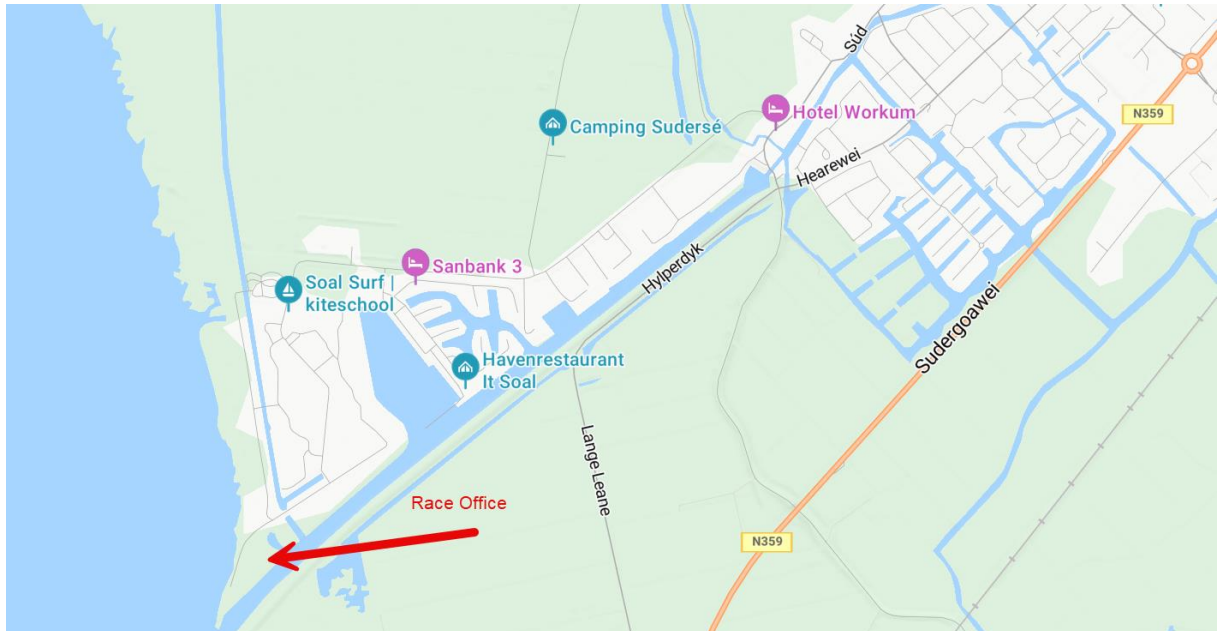 Súd
Hotel Workum
N359
Camping Sudersé
Hearewei
Sanbank 3
Hylperdyk
Soal Surf |
kiteschool
Sudergoawei
Havenrestaurant
It Soal
Lange Leane
Race Office
N359